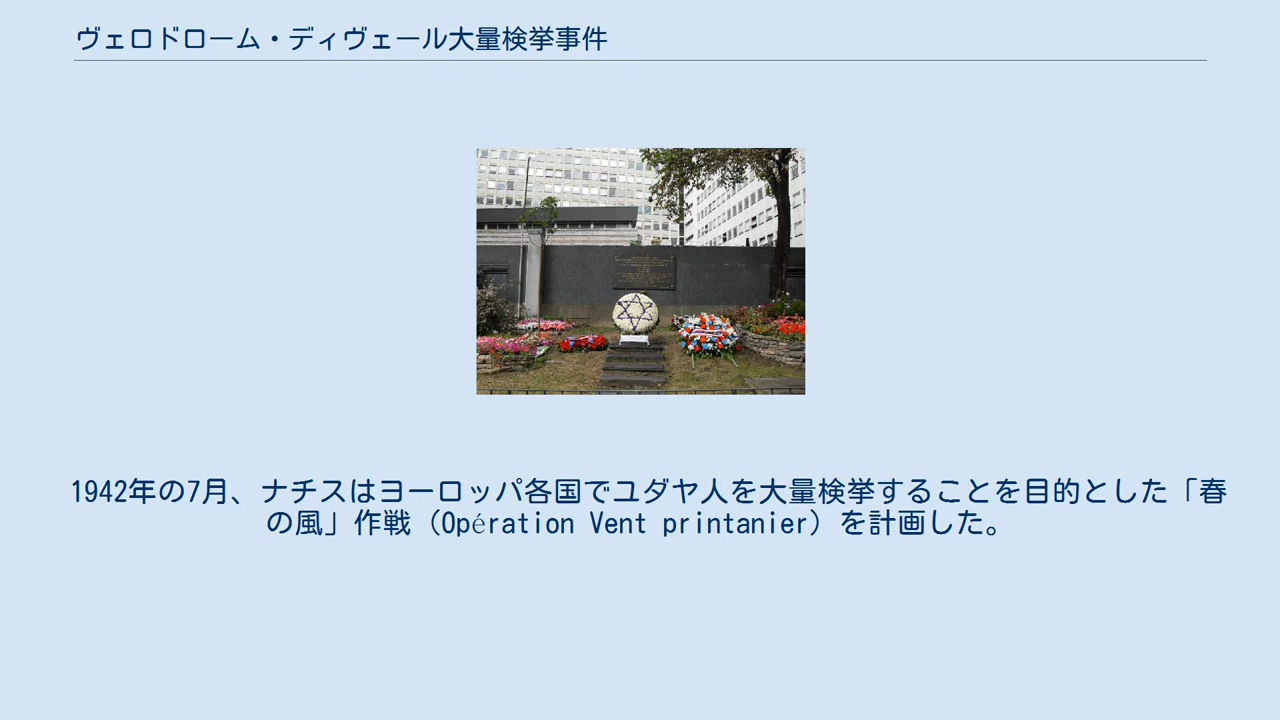 ヴェロドローム・ディヴェール大量検挙事件
1942年の7月、ナチスはヨーロッパ各国でユダヤ人を大量検挙することを目的とした「春
の風」作戦（Opération Vent printanier）を計画した。